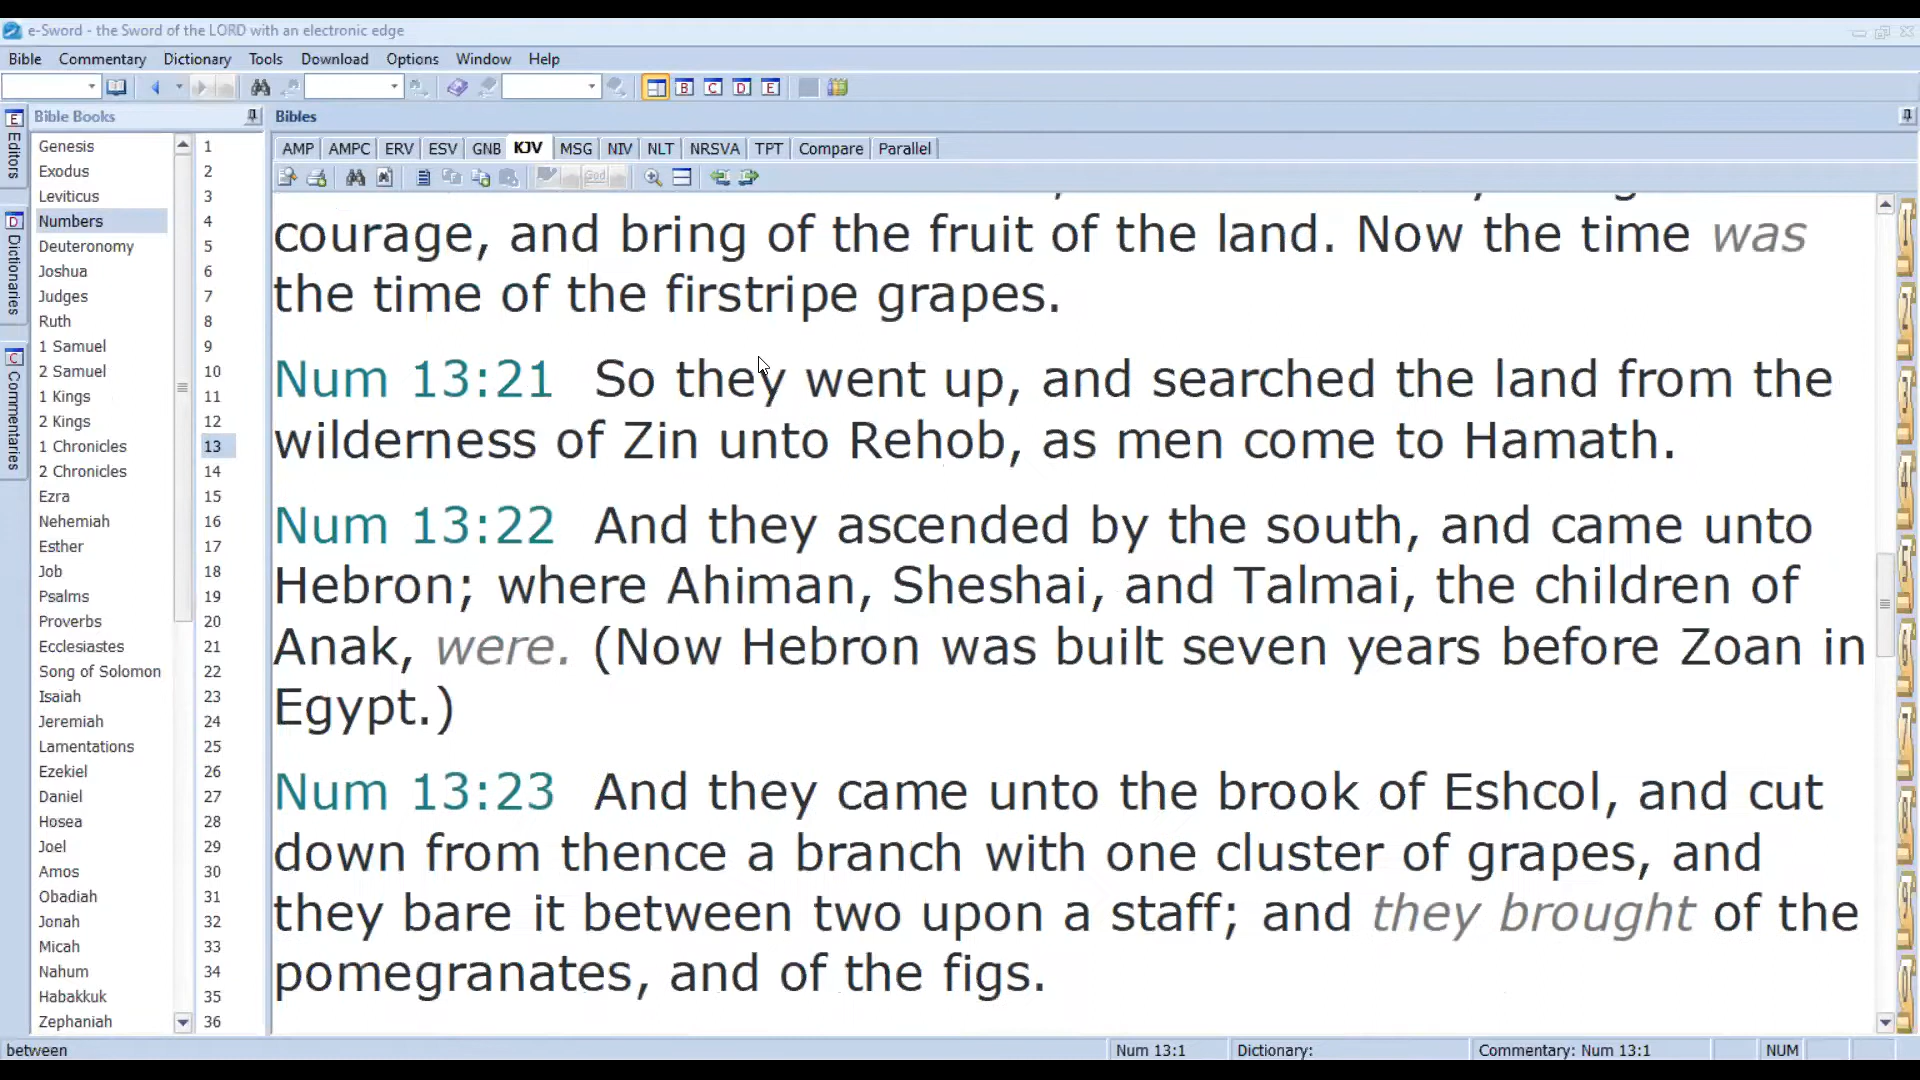 e-Sword - the Sword of the LORD with an electronic edge
Bible Commentary Dictionary Tools Download Options Window Help
B C D E
Bible Books
Bibles
E Editors
D Dictionaries
C Commentaries
AMP AMPC ERV ESV GNB KJV MSG NIV NLT NRSVA TPT Compare Parallel
God
Genesis 1
Exodus 2
Leviticus 3
Numbers 4
Deuteronomy 5
Joshua 6
Judges 7
Ruth 8
1 Samuel 9
2 Samuel 10
1 Kings 11
2 Kings 12
1 Chronicles 13
2 Chronicles 14
Ezra 15
Nehemiah 16
Esther 17
Job 18
Psalms 19
Proverbs 20
Ecclesiastes 21
Song of Solomon 22
Isaiah 23
Jeremiah 24
Lamentations 25
Ezekiel 26
Daniel 27
Hosea 28
Joel 29
Amos 30
Obadiah 31
Jonah 32
Micah 33
Nahum 34
Habakkuk 35
Zephaniah 36
courage, and bring of the fruit of the land. Now the time was
the time of the firstripe grapes.
Num 13:21 So they went up, and searched the land from the
wilderness of Zin unto Rehob, as men come to Hamath.
Num 13:22 And they ascended by the south, and came unto
Hebron; where Ahiman, Sheshai, and Talmai, the children of
Anak, were. (Now Hebron was built seven years before Zoan in
Egypt.)
Num 13:23 And they came unto the brook of Eshcol, and cut
down from thence a branch with one cluster of grapes, and
they bare it between two upon a staff; and they brought of the
pomegranates, and of the figs.
1
2
3
4
5
6
7
8
9
0
between
Num 13:1
Dictionary:
Commentary: Num 13:1
NUM